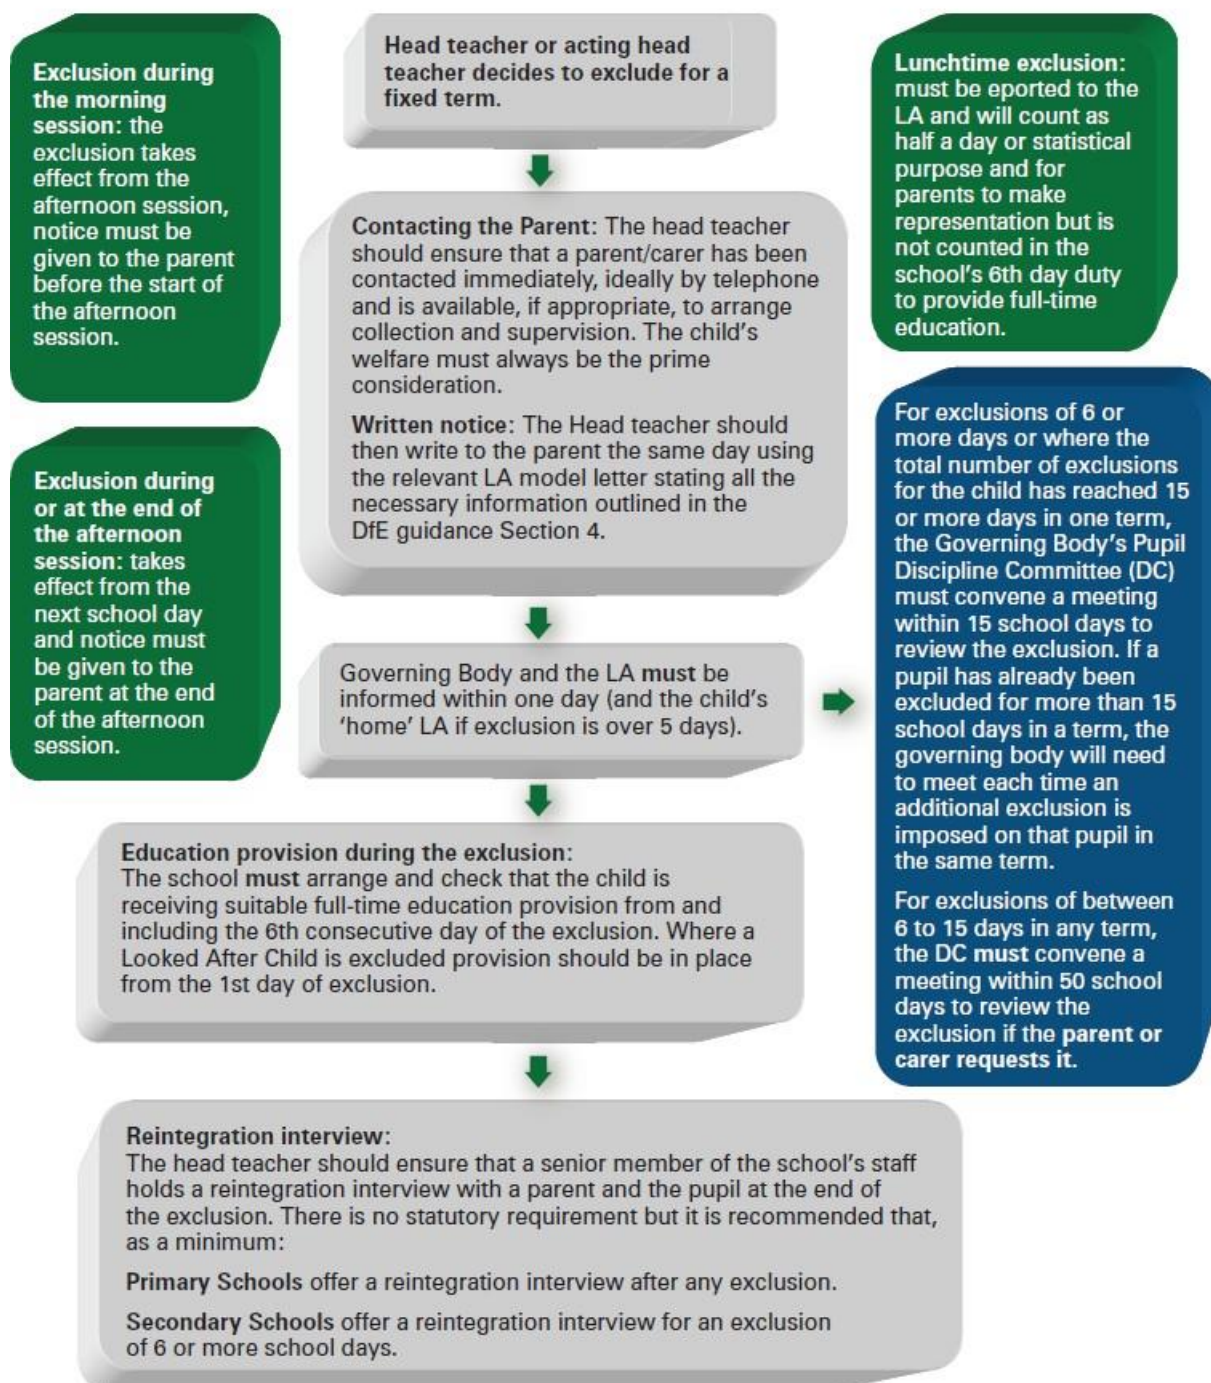 Head teacher or acting head
teacher decides to exclude for a
fixed term.
Exclusion during
the morning
session: the
exclusion takes
effect from the
afternoon session,
notice must be
given to the parent
before the start of
the afternoon
session.
Lunchtime exclusion:
must be eported to the
LA and will count as
half a day or statistical
purpose and for
parents to make
representation but is
not counted in the
school’s 6th day duty
to provide full-time
education.
Contacting the Parent: The head teacher
should ensure that a parent/carer has been
contacted immediately, ideally by telephone
and is available, if appropriate, to arrange
collection and supervision. The child’s
welfare must always be the prime
consideration.
Written notice: The Head teacher should
then write to the parent the same day using
the relevant LA model letter stating all the
necessary information outlined in the
DfE guidance Section 4.
Exclusion during
or at the end of
the afternoon
session: takes
effect from the
next school day
and notice must
be given to the
parent at the end
of the afternoon
session.
Governing Body and the LA must be
informed within one day (and the child’s
‘home’ LA if exclusion is over 5 days).
For exclusions of 6 or
more days or where the
total number of exclusions
for the child has reached 15
or more days in one term,
the Governing Body’s Pupil
Discipline Committee (DC)
must convene a meeting
within 15 school days to
review the exclusion. If a
pupil has already been
excluded for more than 15
school days in a term, the
governing body will need
to meet each time an
additional exclusion is
imposed on that pupil in
the same term.
For exclusions of between
6 to 15 days in any term,
the DC must convene a
meeting within 50 school
days to review the
exclusion if the parent or
carer requests it.
Education provision during the exclusion:
The school must arrange and check that the child is
receiving suitable full-time education provision from and
including the 6th consecutive day of the exclusion. Where a
Looked After Child is excluded provision should be in place
from the 1st day of exclusion.
Reintegration interview:
The head teacher should ensure that a senior member of the school’s staff
holds a reintegration interview with a parent and the pupil at the end of
the exclusion. There is no statutory requirement but it is recommended that,
as a minimum:
Primary Schools offer a reintegration interview after any exclusion.
Secondary Schools offer a reintegration interview for an exclusion
of 6 or more school days.